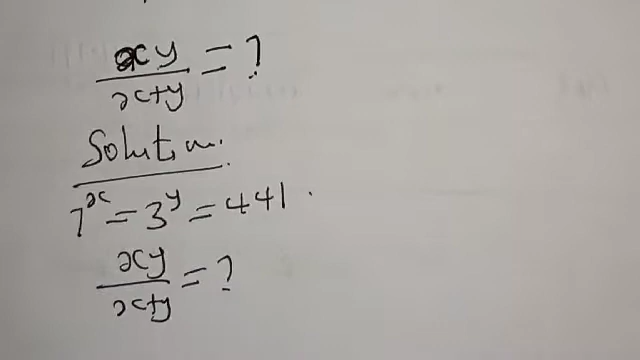 xy/x+y = ?
Solution.
7^x = 3^y = 441.
xy/x+y = ?